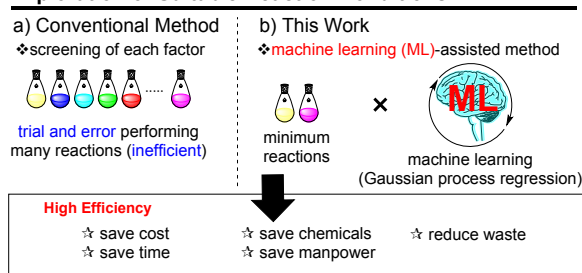 a) Conventional Method
❖screening of each factor
.....
trial and error performing
many reactions (inefficient)
b) This Work
❖machine learning (ML)-assisted method
minimum
reactions
×
ML
machine learning
(Gaussian process regression)
High Efficiency
☆ save cost
☆ save chemicals
☆ reduce waste
☆ save time
☆ save manpower